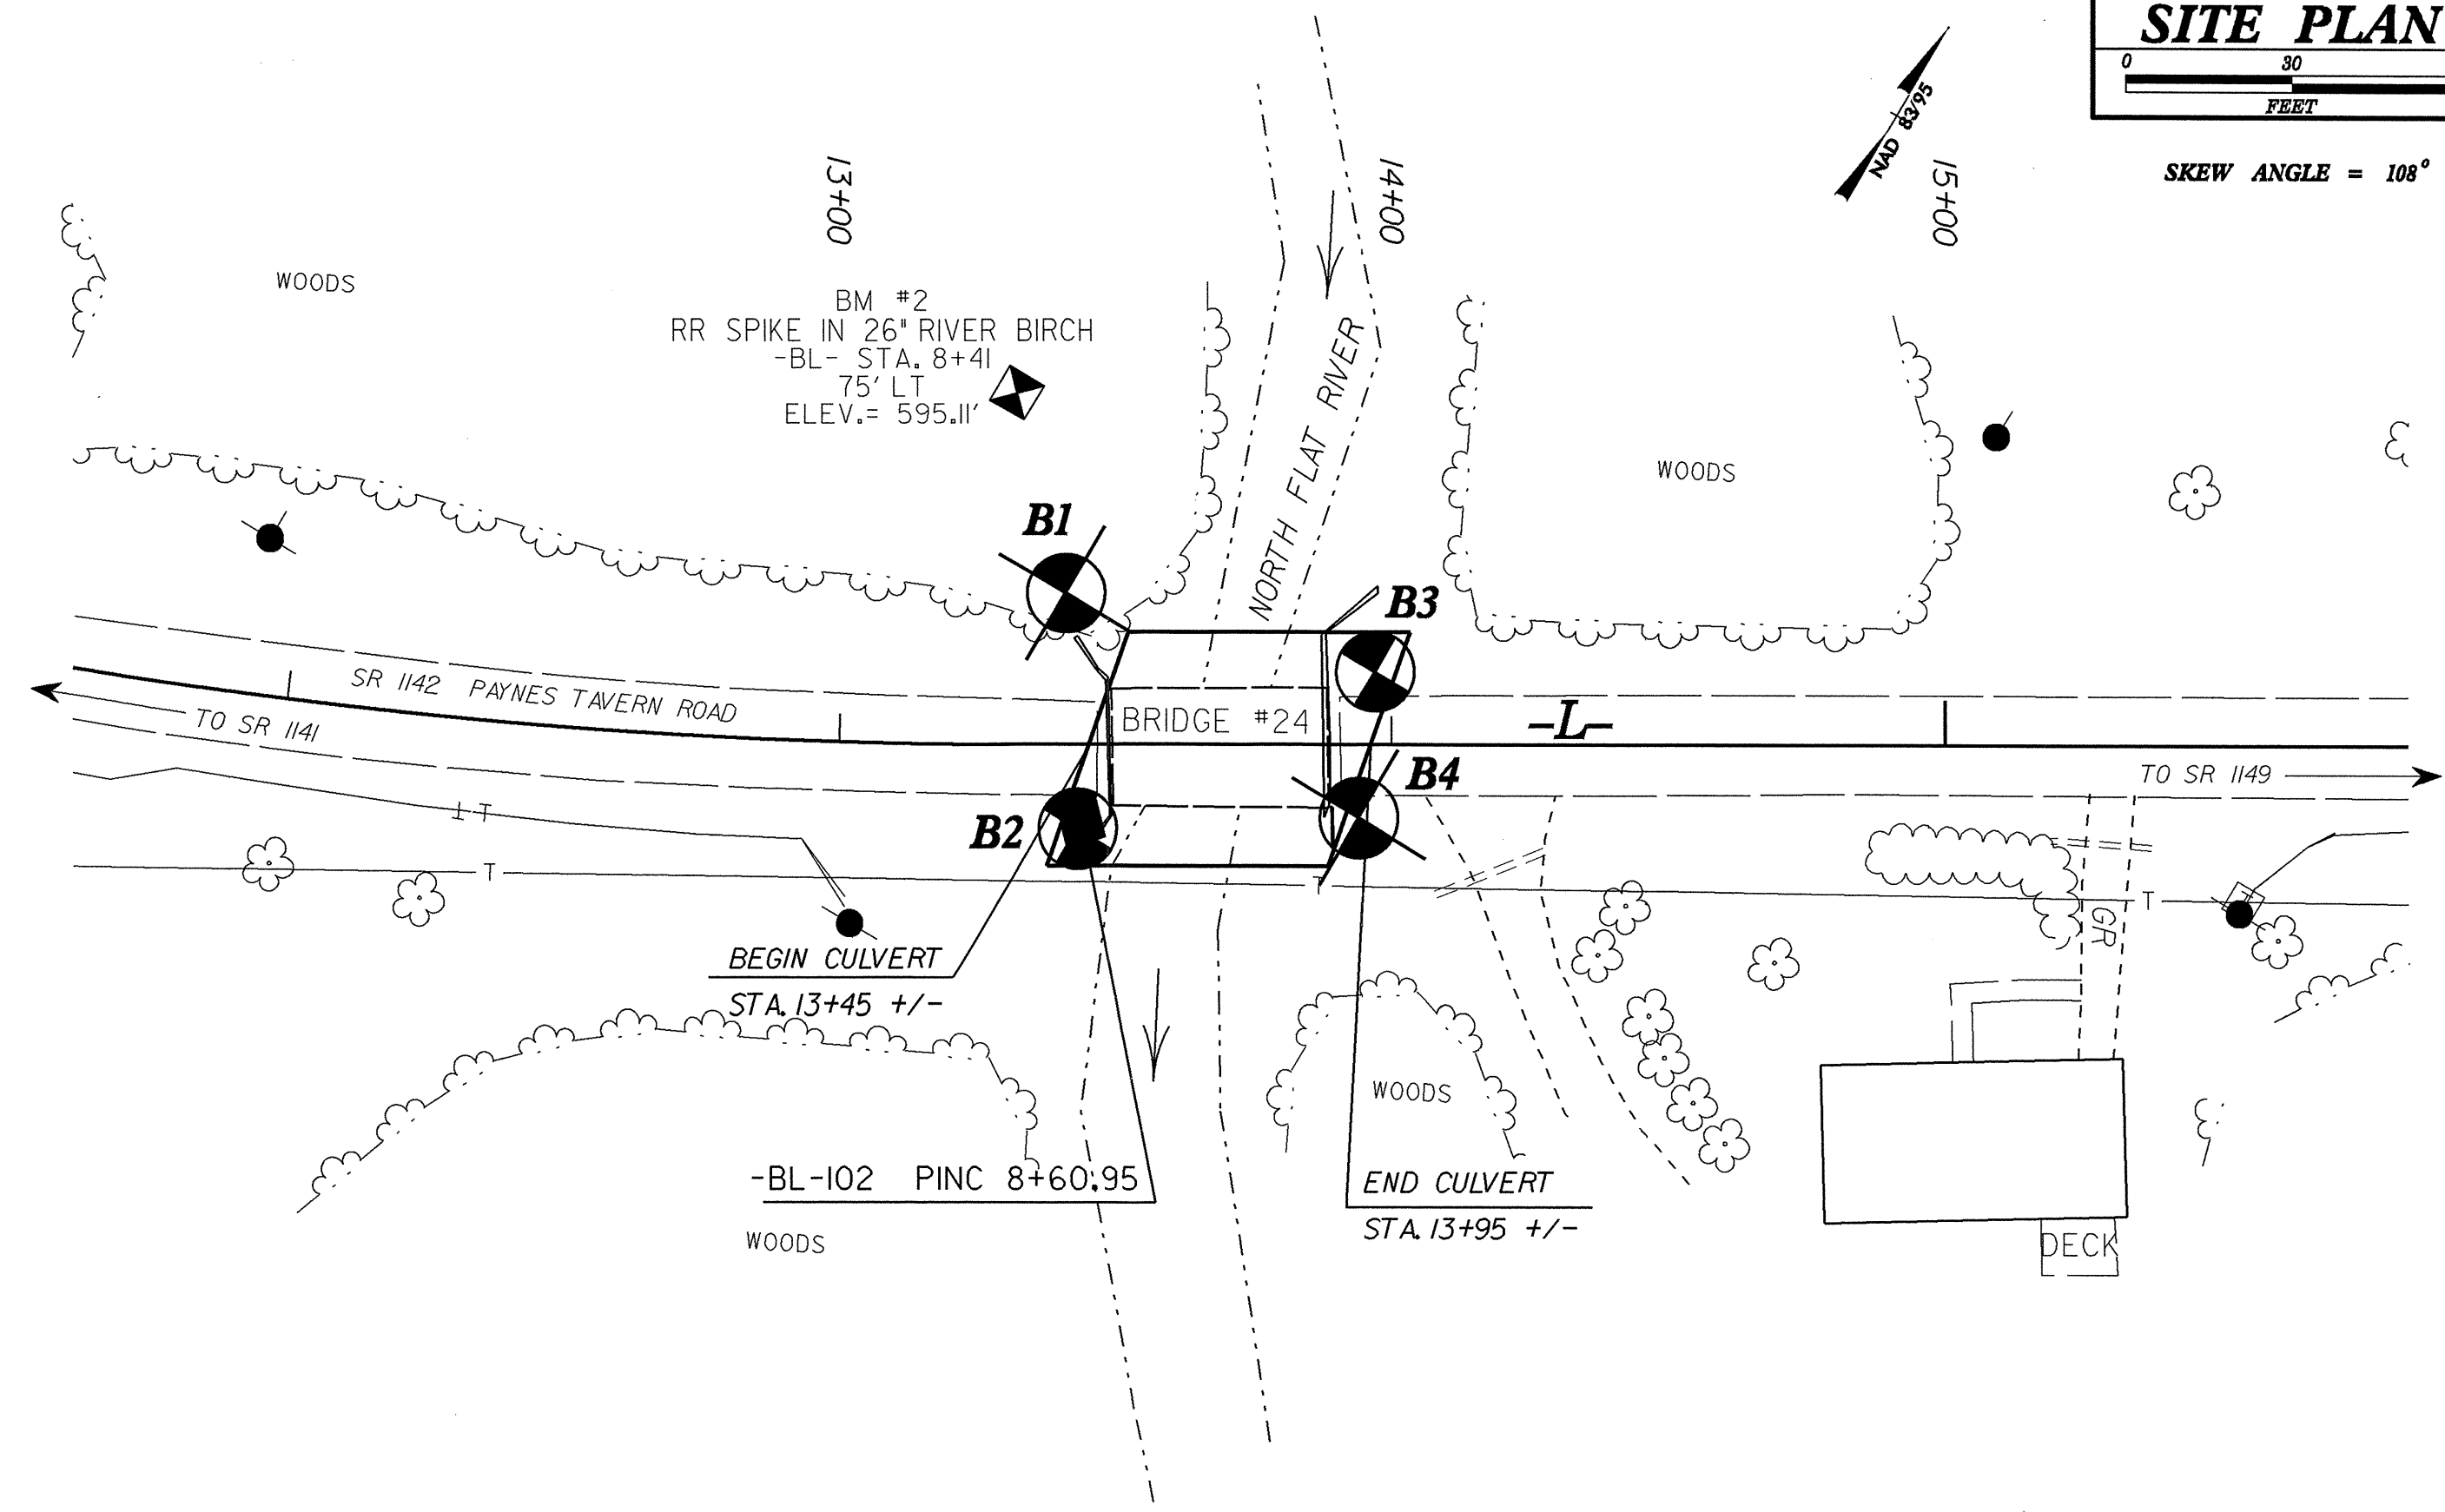 SITE PLAN
0 30
FEET
SKEW ANGLE = 108°
NAD 83/95
13+00
14+00
15+00
WOODS
BM #2
RR SPIKE IN 26" RIVER BIRCH
-BL- STA. 8+41
75' LT
ELEV.= 595.11'
NORTH FLAT RIVER
WOODS
B1
B3
SR 1142 PAYNES TAVERN ROAD
TO SR 1141
BRIDGE #24
-L-
TO SR 1149
B4
B2
T
T
T
T
GR
BEGIN CULVERT
STA. 13+45 +/-
WOODS
-BL-102 PINC 8+60.95
END CULVERT
STA. 13+95 +/-
WOODS
DECK